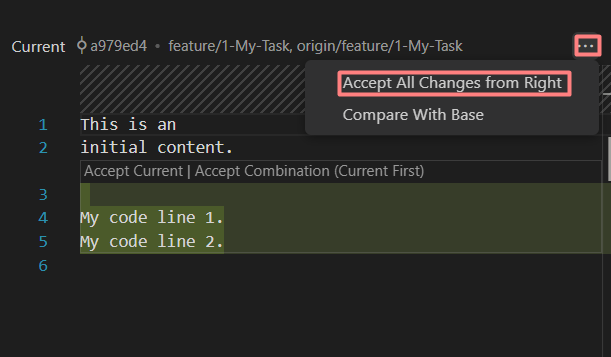 Current a979ed4 • feature/1-My-Task, origin/feature/1-My-Task ...
Accept All Changes from Right
Compare With Base
1 This is an
2 initial content.
Accept Current | Accept Combination (Current First)
3
4 My code line 1.
5 My code line 2.
6